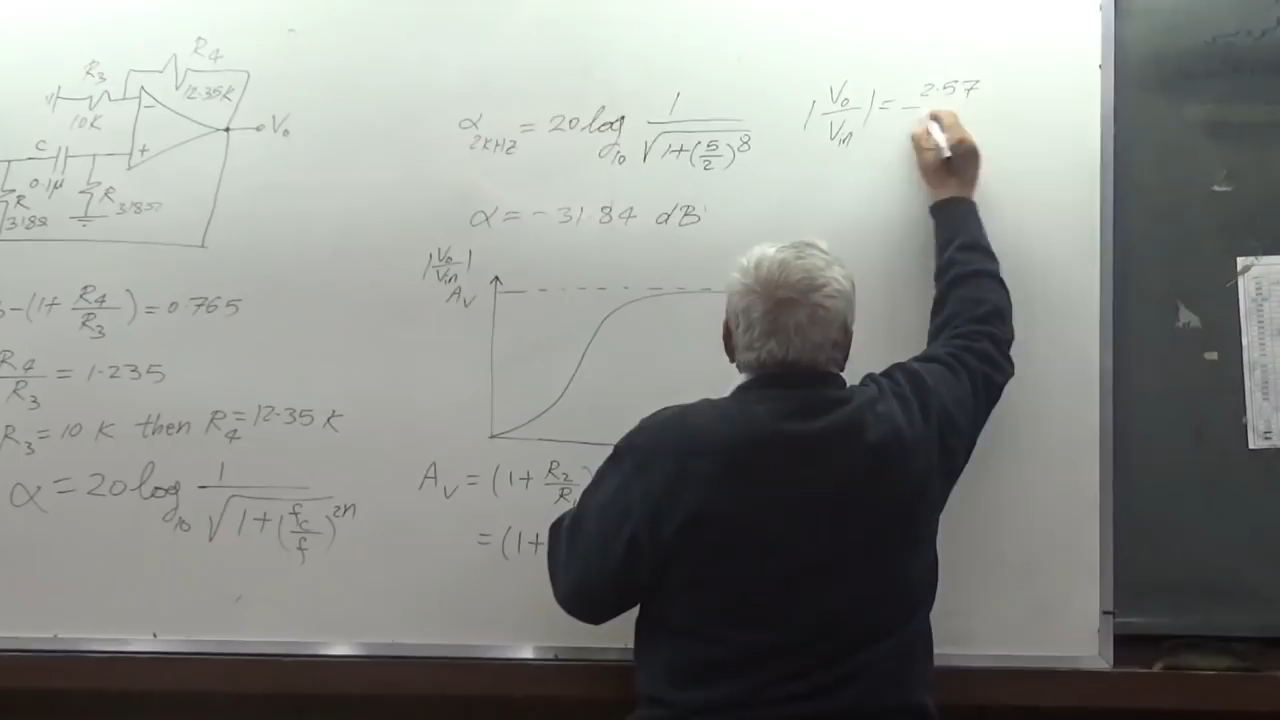 R4
R3
12.35K
10K
−
+
Vo
C
0.1μ
R
318Ω
R
318Ω
−(1+ R4/R3) = 0.765
R4/R3 = 1.235
R3 = 10 K then R4 = 12.35 K
α = 20 log10 1/√(1+(fc/f)^2n)
α2KHZ = 20 log10 1/√(1+(5/2)^8)
α = −31.84 dB
|Vo/Vin|
Av
Av = (1+ R2/R1)
= (1+
|Vo/Vin| = 2.57